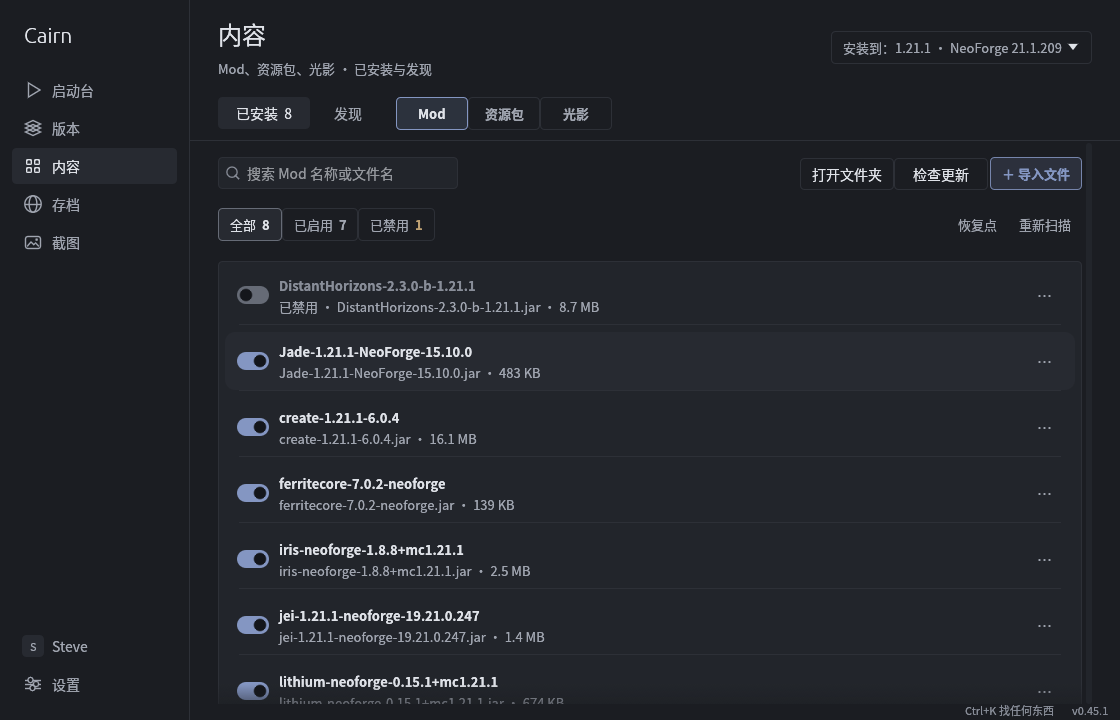 Cairn
启动台
版本
内容
存档
截图
S Steve
设置
内容
Mod、资源包、光影 • 已安装与发现
安装到：1.21.1 • NeoForge 21.1.209
已安装 8
发现
Mod
资源包
光影
搜索 Mod 名称或文件名
打开文件夹
检查更新
+ 导入文件
全部 8
已启用 7
已禁用 1
恢复点
重新扫描
DistantHorizons-2.3.0-b-1.21.1
已禁用 • DistantHorizons-2.3.0-b-1.21.1.jar • 8.7 MB
Jade-1.21.1-NeoForge-15.10.0
Jade-1.21.1-NeoForge-15.10.0.jar • 483 KB
create-1.21.1-6.0.4
create-1.21.1-6.0.4.jar • 16.1 MB
ferritecore-7.0.2-neoforge
ferritecore-7.0.2-neoforge.jar • 139 KB
iris-neoforge-1.8.8+mc1.21.1
iris-neoforge-1.8.8+mc1.21.1.jar • 2.5 MB
jei-1.21.1-neoforge-19.21.0.247
jei-1.21.1-neoforge-19.21.0.247.jar • 1.4 MB
lithium-neoforge-0.15.1+mc1.21.1
lithium-neoforge-0.15.1+mc1.21.1.jar • 674 KB
Ctrl+K 找任何东西
v0.45.1